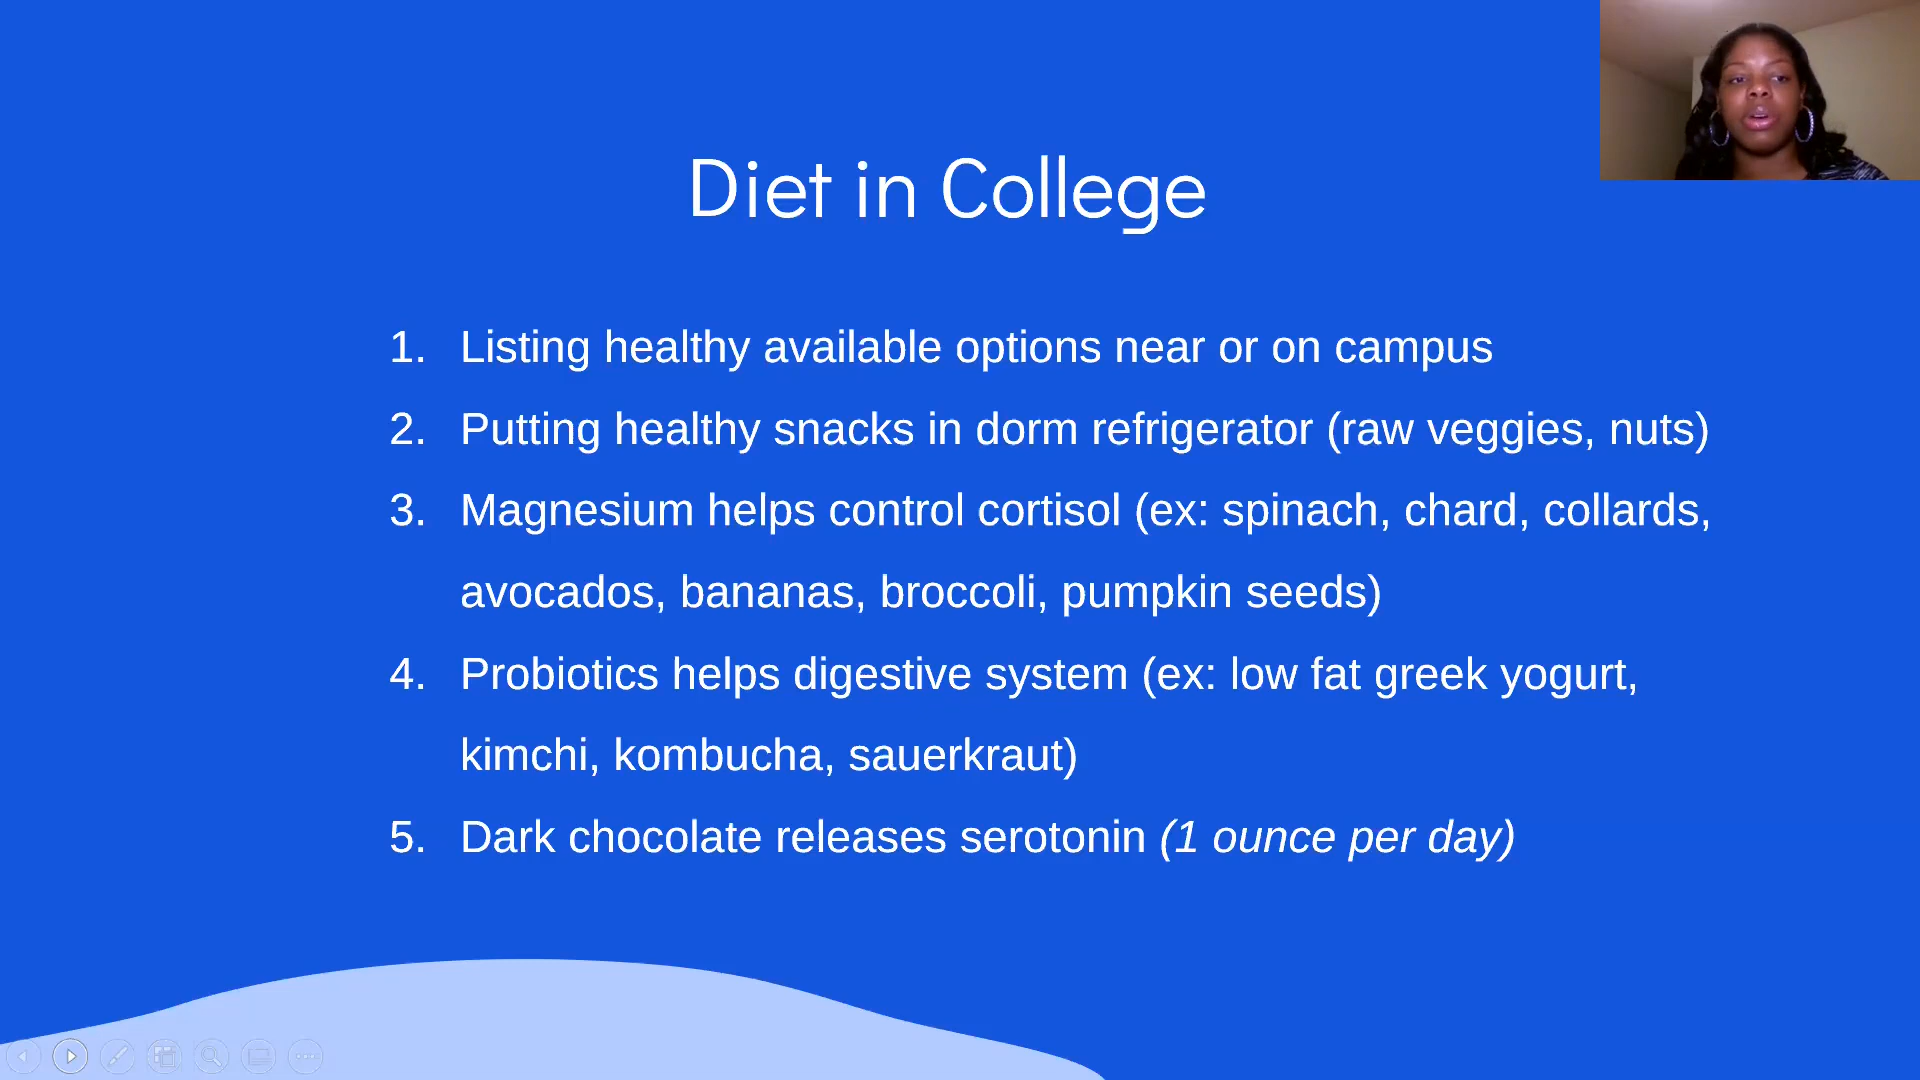 Diet in College
1. Listing healthy available options near or on campus
2. Putting healthy snacks in dorm refrigerator (raw veggies, nuts)
3. Magnesium helps control cortisol (ex: spinach, chard, collards,
avocados, bananas, broccoli, pumpkin seeds)
4. Probiotics helps digestive system (ex: low fat greek yogurt,
kimchi, kombucha, sauerkraut)
5. Dark chocolate releases serotonin (1 ounce per day)